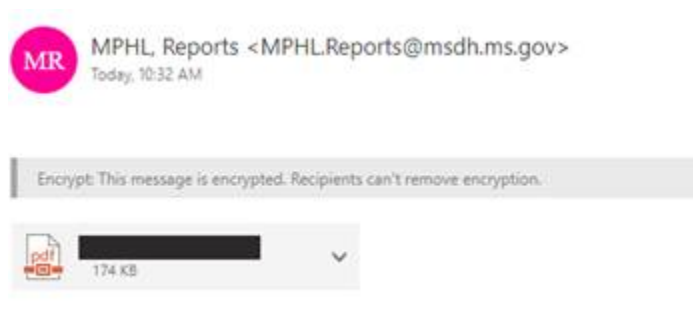 MR
MPHL, Reports <MPHL.Reports@msdh.ms.gov>
Today, 10:32 AM
Encrypt: This message is encrypted. Recipients can't remove encryption.
pdf
174 KB